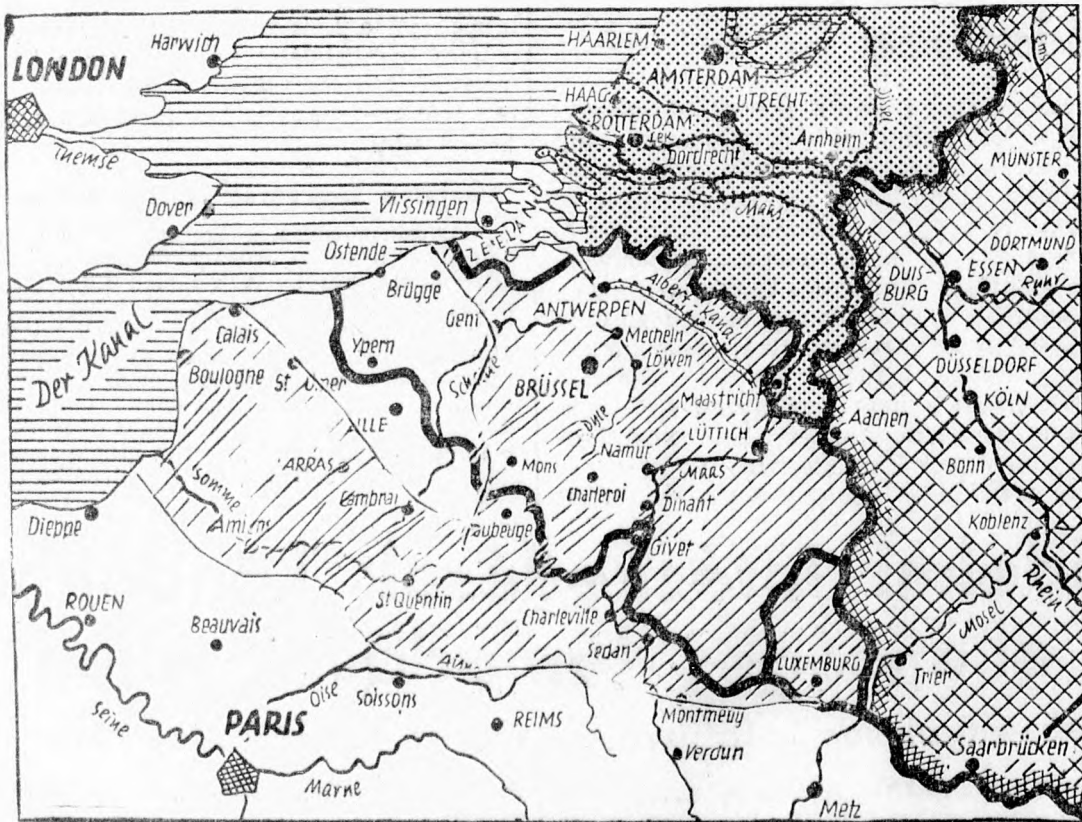 Harwich
LONDON
Themse
Dover
HAARLEM
AMSTERDAM
HAAG
UTRECHT
ROTTERDAM
Lek
Dordrecht
Arnheim
Maas
Vlissingen
MÜNSTER
DORTMUND
ESSEN
Ruhr
DUIS-
BURG
Ostende
Brügge
Gent
ANTWERPEN
Albert-Kanal
Mecheln
Löwen
Der Kanal
Calais
Boulogne
Ypern
BRÜSSEL
Dyle
Maastricht
LÜTTICH
Aachen
DÜSSELDORF
KÖLN
Bonn
ARRAS
Mons
Namur
Maas
Charleroi
Dinant
Cambrai
Somme
Givet
Koblenz
Rhein
Mosel
Dieppe
ROUEN
Beauvais
St Quentin
Charleville
Sedan
LUXEMBURG
Trier
Oise
Soissons
REIMS
Montmedy
Verdun
Seine
PARIS
Marne
Metz
Saarbrücken